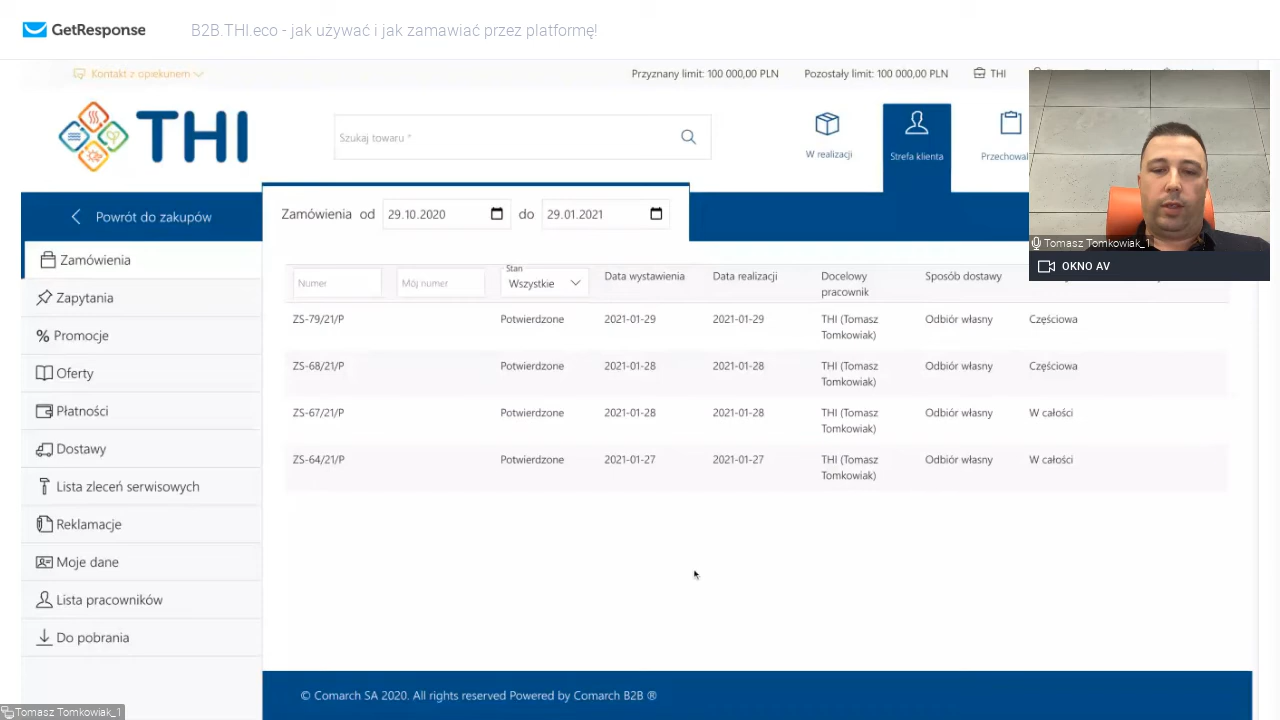 GetResponse
B2B.THI.eco - jak używać i jak zamawiać przez platformę!
Kontakt z opiekunem
Przyznany limit: 100 000,00 PLN
Pozostały limit: 100 000,00 PLN
THI
THI
Szukaj towaru *
W realizacji
Strefa klienta
Przechowal
Tomasz Tomkowiak_1
OKNO AV
Powrót do zakupów
Zamówienia od 29.10.2020 do 29.01.2021
Zamówienia
Zapytania
Promocje
Oferty
Płatności
Dostawy
Lista zleceń serwisowych
Reklamacje
Moje dane
Lista pracowników
Do pobrania
Numer
Mój numer
Stan
Wszystkie
Data wystawienia
Data realizacji
Docelowy
pracownik
Sposób dostawy
ZS-79/21/P Potwierdzone 2021-01-29 2021-01-29 THI (Tomasz Odbiór własny Częściowa
Tomkowiak)
ZS-68/21/P Potwierdzone 2021-01-28 2021-01-28 THI (Tomasz Odbiór własny Częściowa
Tomkowiak)
ZS-67/21/P Potwierdzone 2021-01-28 2021-01-28 THI (Tomasz Odbiór własny W całości
Tomkowiak)
ZS-64/21/P Potwierdzone 2021-01-27 2021-01-27 THI (Tomasz Odbiór własny W całości
Tomkowiak)
© Comarch SA 2020. All rights reserved Powered by Comarch B2B ®
Tomasz Tomkowiak_1